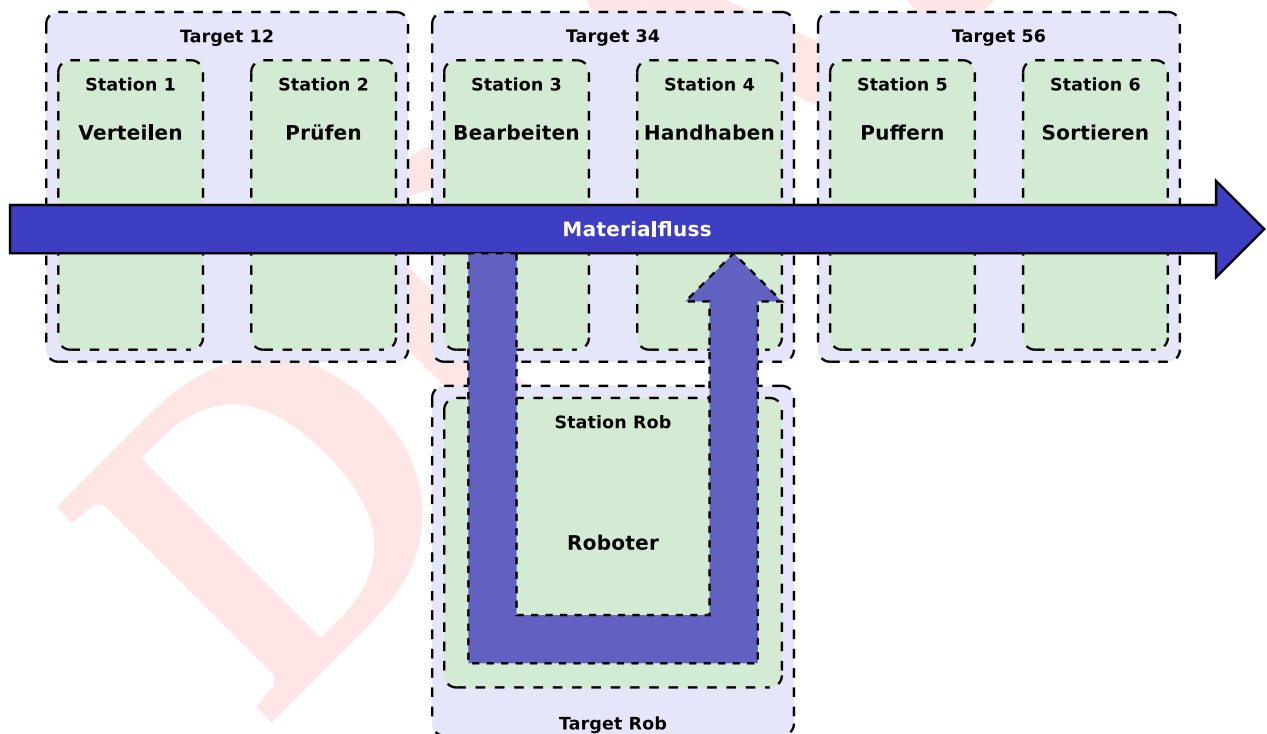 Target 12
Target 34
Target 56
Station 1
Station 2
Station 3
Station 4
Station 5
Station 6
Verteilen
Prüfen
Bearbeiten
Handhaben
Puffern
Sortieren
Materialfluss
Station Rob
Roboter
Target Rob